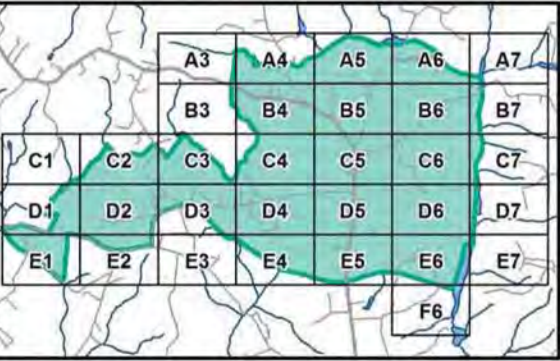 A3 A4 A5 A6 A7
B3 B4 B5 B6 B7
C1 C2 C3 C4 C5 C6 C7
D1 D2 D3 D4 D5 D6 D7
E1 E2 E3 E4 E5 E6 E7
F6